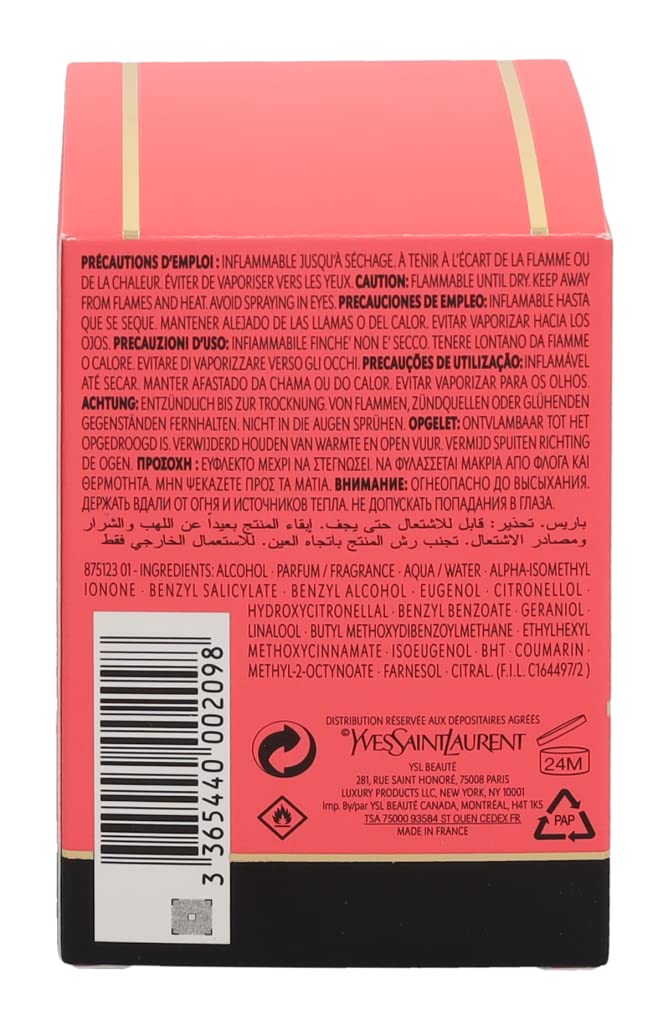 PRÉCAUTIONS D'EMPLOI : INFLAMMABLE JUSQU'À SÉCHAGE. À TENIR À L'ÉCART DE LA FLAMME OU
DE LA CHALEUR. ÉVITER DE VAPORISER VERS LES YEUX. CAUTION: FLAMMABLE UNTIL DRY. KEEP AWAY
FROM FLAMES AND HEAT. AVOID SPRAYING IN EYES. PRECAUCIONES DE EMPLEO: INFLAMABLE HASTA
QUE SE SEQUE. MANTENER ALEJADO DE LAS LLAMAS O DEL CALOR. EVITAR VAPORIZAR HACIA LOS
OJOS. PRECAUZIONI D'USO: INFIAMMABILE FINCHE' NON E' SECCO. TENERE LONTANO DA FIAMME
O CALORE. EVITARE DI VAPORIZZARE VERSO GLI OCCHI. PRECAUÇÕES DE UTILIZAÇÃO: INFLAMÁVEL
ATÉ SECAR. MANTER AFASTADO DA CHAMA OU DO CALOR. EVITAR VAPORIZAR PARA OS OLHOS.
ACHTUNG: ENTZÜNDLICH BIS ZUR TROCKNUNG. VON FLAMMEN, ZÜNDQUELLEN ODER GLÜHENDEN
GEGENSTÄNDEN FERNHALTEN. NICHT IN DIE AUGEN SPRÜHEN. OPGELET: ONTVLAMBAAR TOT HET
OPGEDROOGD IS. VERWIJDERD HOUDEN VAN WARMTE EN OPEN VUUR. VERMIJD SPUITEN RICHTING
DE OGEN. ΠΡΟΣΟΧΗ : ΕΥΦΛΕΚΤΟ ΜΕΧΡΙ ΝΑ ΣΤΕΓΝΩΣΕΙ. ΝΑ ΦΥΛΑΣΣΕΤΑΙ ΜΑΚΡΙΑ ΑΠΟ ΦΛΟΓΑ ΚΑΙ
ΘΕΡΜΟΤΗΤΑ. ΜΗΝ ΨΕΚΑΖΕΤΕ ΠΡΟΣ ΤΑ ΜΑΤΙΑ. ВНИМАНИЕ: ОГНЕОПАСНО ДО ВЫСЫХАНИЯ.
ДЕРЖАТЬ ВДАЛИ ОТ ОГНЯ И ИСТОЧНИКОВ ТЕПЛА. НЕ ДОПУСКАТЬ ПОПАДАНИЯ В ГЛАЗА.
باريس. تحذير: قابل للاشتعال حتى يجف. إبقاء المنتج بعيداً عن اللهب والشرار
ومصادر الاشتعال. تجنب رش المنتج باتجاه العين. للاستعمال الخارجي فقط
875123 01 - INGREDIENTS: ALCOHOL · PARFUM / FRAGRANCE · AQUA / WATER · ALPHA-ISOMETHYL
IONONE · BENZYL SALICYLATE · BENZYL ALCOHOL · EUGENOL · CITRONELLOL ·
HYDROXYCITRONELLAL · BENZYL BENZOATE · GERANIOL ·
LINALOOL · BUTYL METHOXYDIBENZOYLMETHANE · ETHYLHEXYL
METHOXYCINNAMATE · ISOEUGENOL · BHT · COUMARIN ·
METHYL-2-OCTYNOATE · FARNESOL · CITRAL. (F.I.L. C164497/2 )
3 365440 002098
DISTRIBUTION RÉSERVÉE AUX DÉPOSITAIRES AGRÉÉS
©YVESSAINTLAURENT
YSL BEAUTÉ
281, RUE SAINT HONORÉ, 75008 PARIS
LUXURY PRODUCTS LLC, NEW YORK, NY 10001
Imp. By/par YSL BEAUTÉ CANADA, MONTRÉAL, H4T 1K5
TSA 75000 93584 ST OUEN CEDEX FR
MADE IN FRANCE
24M
PAP